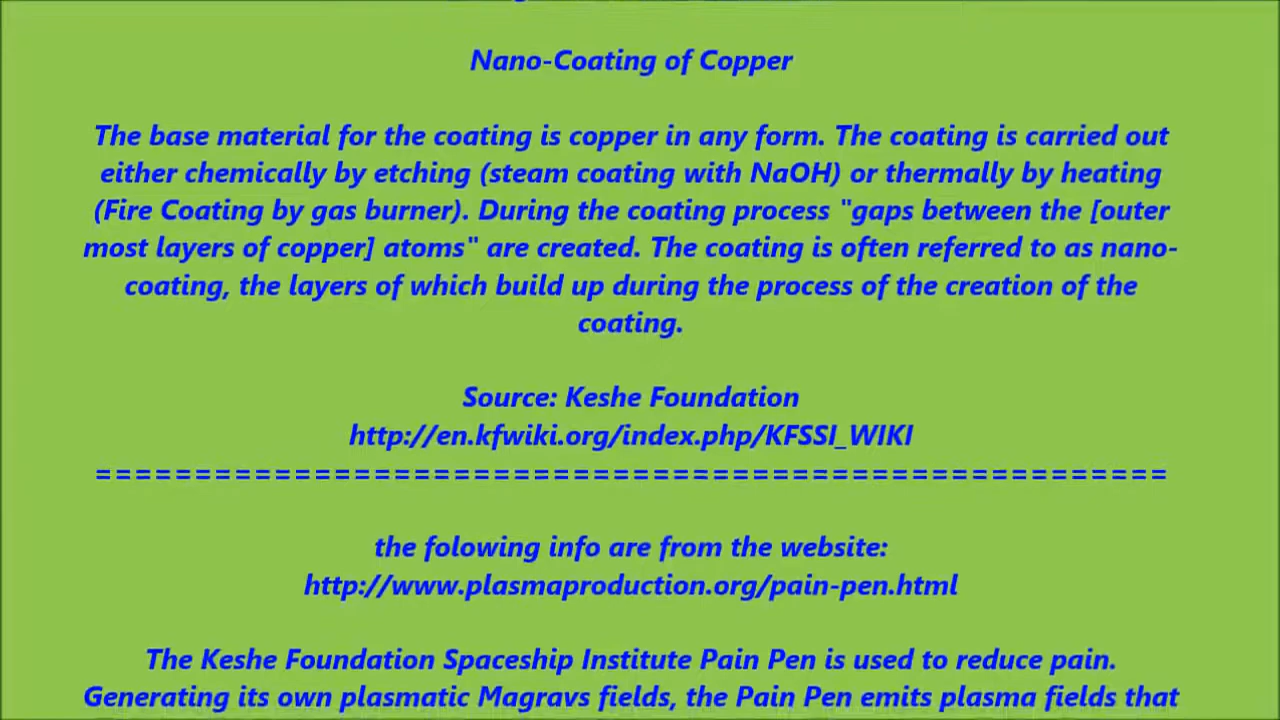 Nano-Coating of Copper
The base material for the coating is copper in any form. The coating is carried out
either chemically by etching (steam coating with NaOH) or thermally by heating
(Fire Coating by gas burner). During the coating process "gaps between the [outer
most layers of copper] atoms" are created. The coating is often referred to as nano-
coating, the layers of which build up during the process of the creation of the
coating.
Source: Keshe Foundation
http://en.kfwiki.org/index.php/KFSSI_WIKI
======================================================
the folowing info are from the website:
http://www.plasmaproduction.org/pain-pen.html
The Keshe Foundation Spaceship Institute Pain Pen is used to reduce pain.
Generating its own plasmatic Magravs fields, the Pain Pen emits plasma fields that